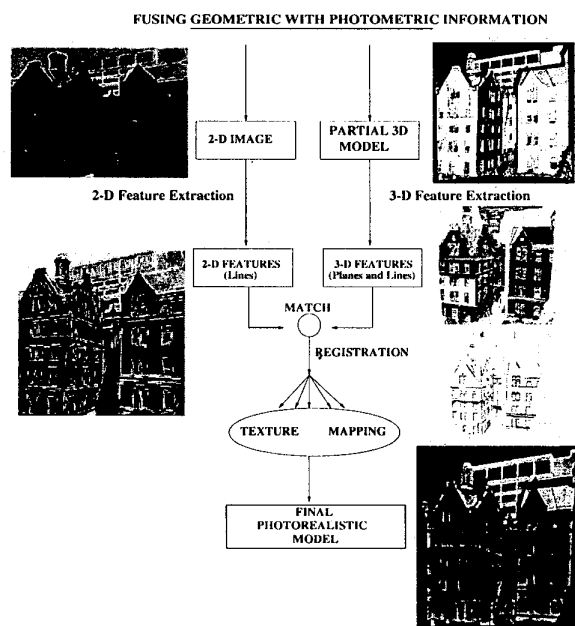 FUSING GEOMETRIC WITH PHOTOMETRIC INFORMATION
2-D IMAGE
PARTIAL 3D
MODEL
2-D Feature Extraction
3-D Feature Extraction
2-D FEATURES
(Lines)
3-D FEATURES
(Planes and Lines)
MATCH
REGISTRATION
TEXTURE MAPPING
FINAL
PHOTOREALISTIC
MODEL